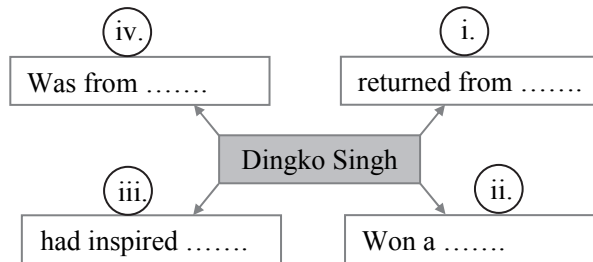 iv.
i.
Was from …….
returned from …….
Dingko Singh
iii.
ii.
had inspired …….
Won a …….